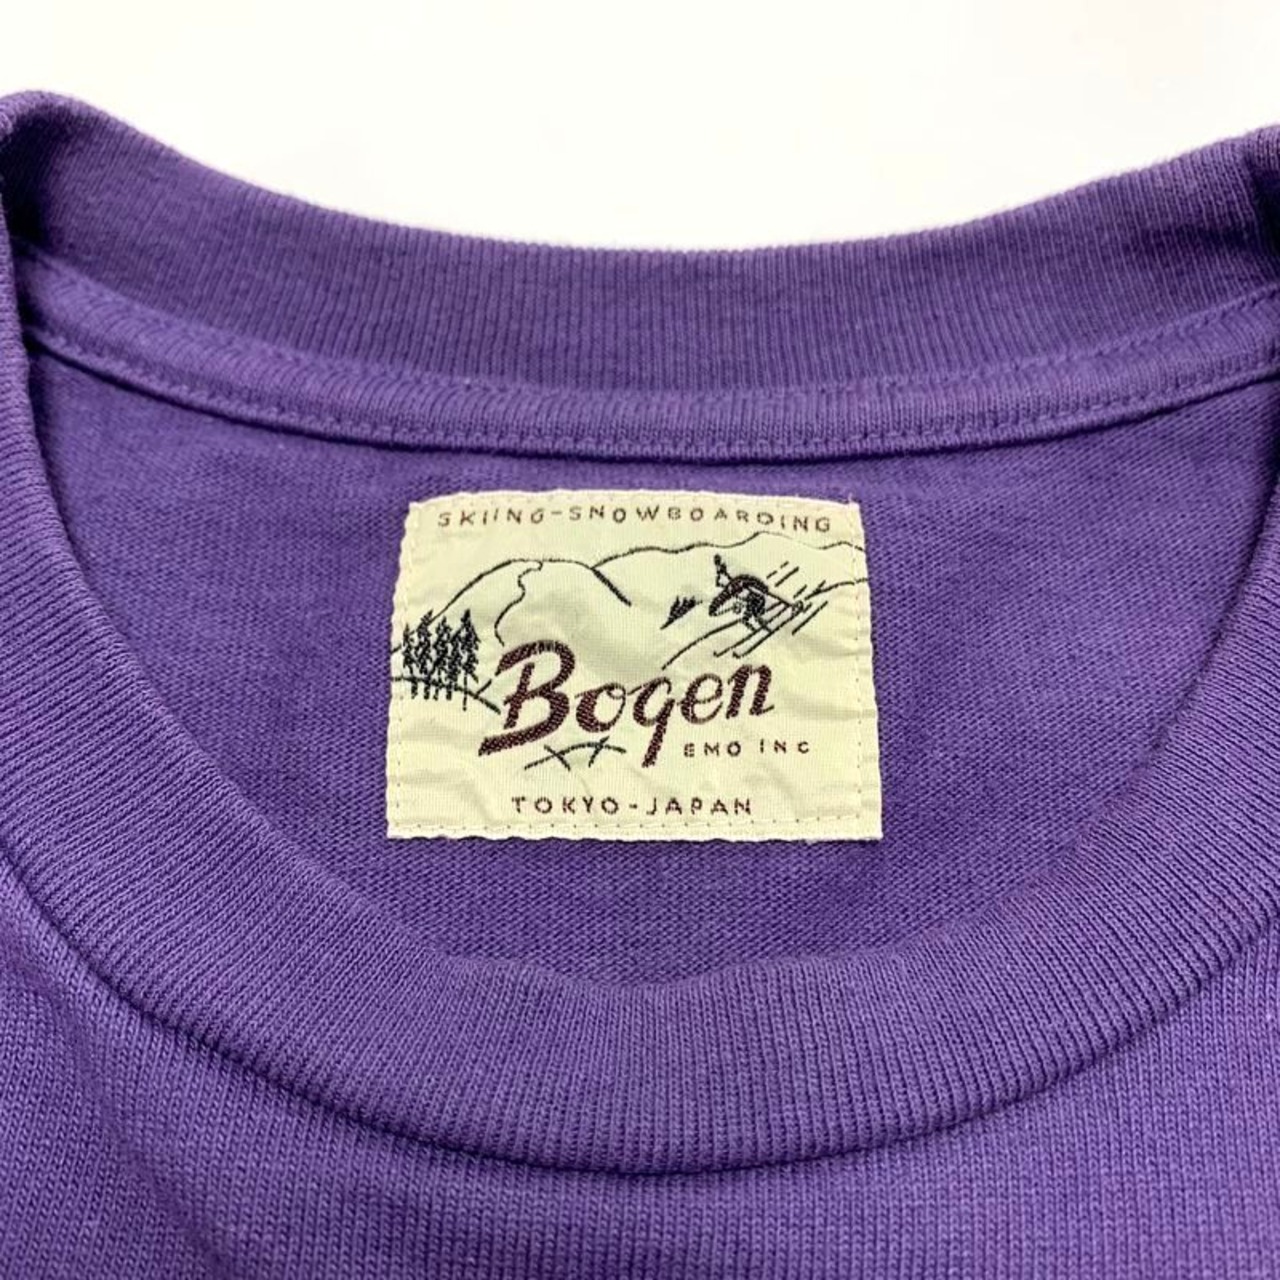 SKIING-SNOWBOARDING
Bogen
EMO INC
TOKYO-JAPAN